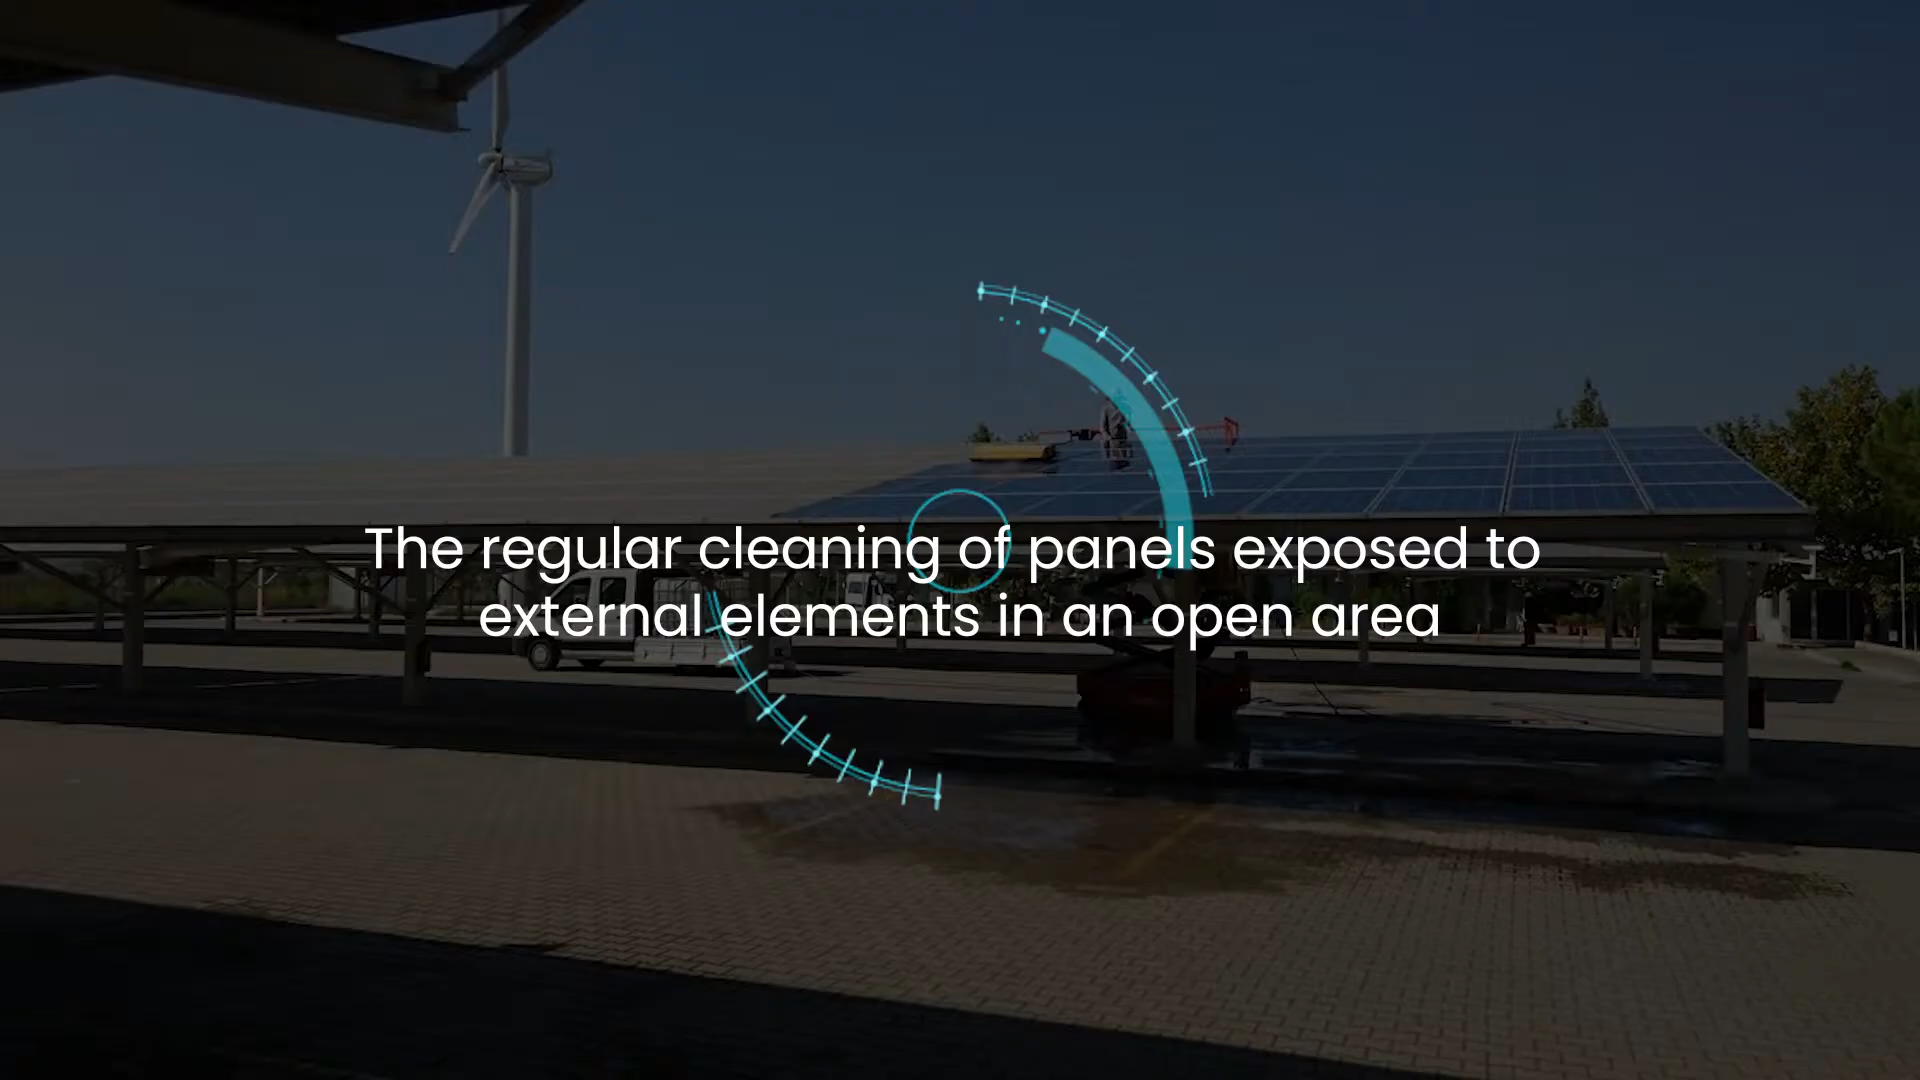 The regular cleaning of panels exposed to
external elements in an open area